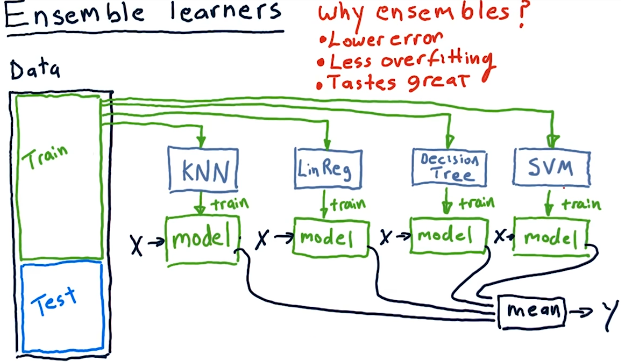 Ensemble learners
Why ensembles?
• Lower error
• Less overfitting
• Tastes great
Data
Train
Test
KNN
LinReg
Decision
Tree
SVM
train
train
train
train
X
model
X
model
X
model
X
model
mean
Y